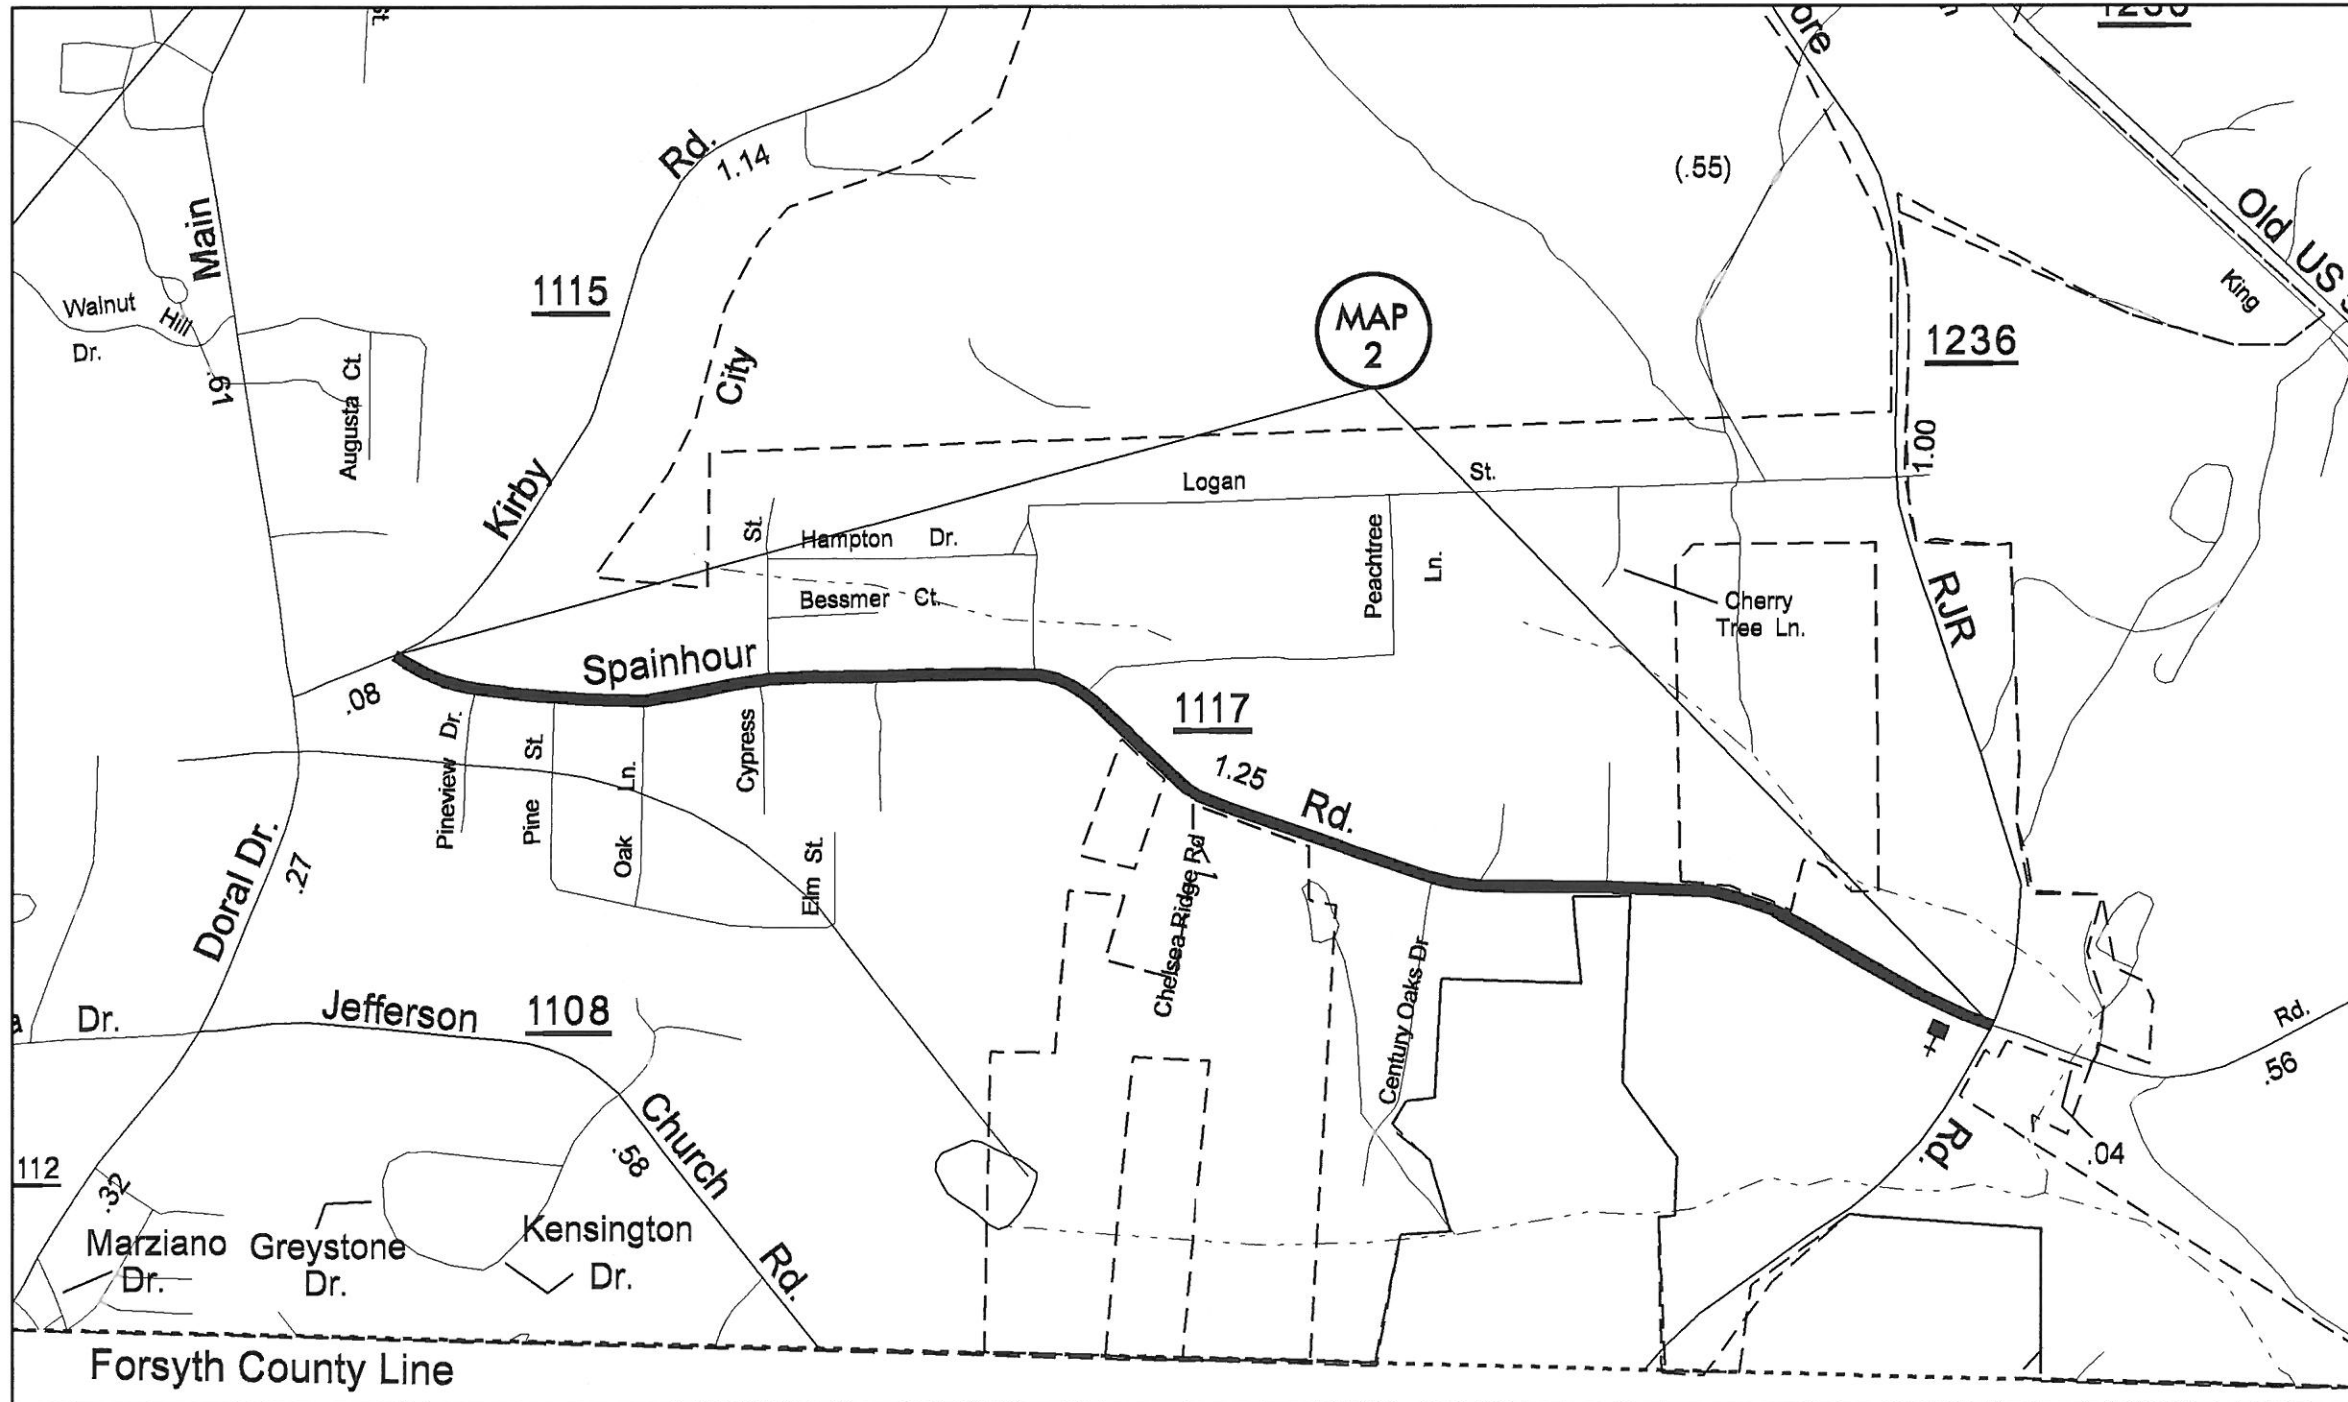 St.
ore
1236
Rd.
1.14
(.55)
Main
Old US
King
Walnut
Hill
Dr.
1115
MAP
2
1236
City
.61
Augusta Ct.
1.00
Kirby
Logan St.
St.
Hampton Dr.
Peachtree
Ln.
Bessmer Ct.
Cherry
Tree Ln.
RJR
Spainhour
.08
1117
Pineview Dr.
Pine St.
Oak Ln.
Cypress
1.25
Rd.
Elm St.
Doral Dr.
.27
Chelsea Ridge Rd
Century Oaks Dr
a Dr.
Jefferson
1108
Rd.
.56
Church
.58
Rd.
.04
112
.32
Marziano
Dr.
Greystone
Dr.
Kensington
Dr.
Rd.
Forsyth County Line